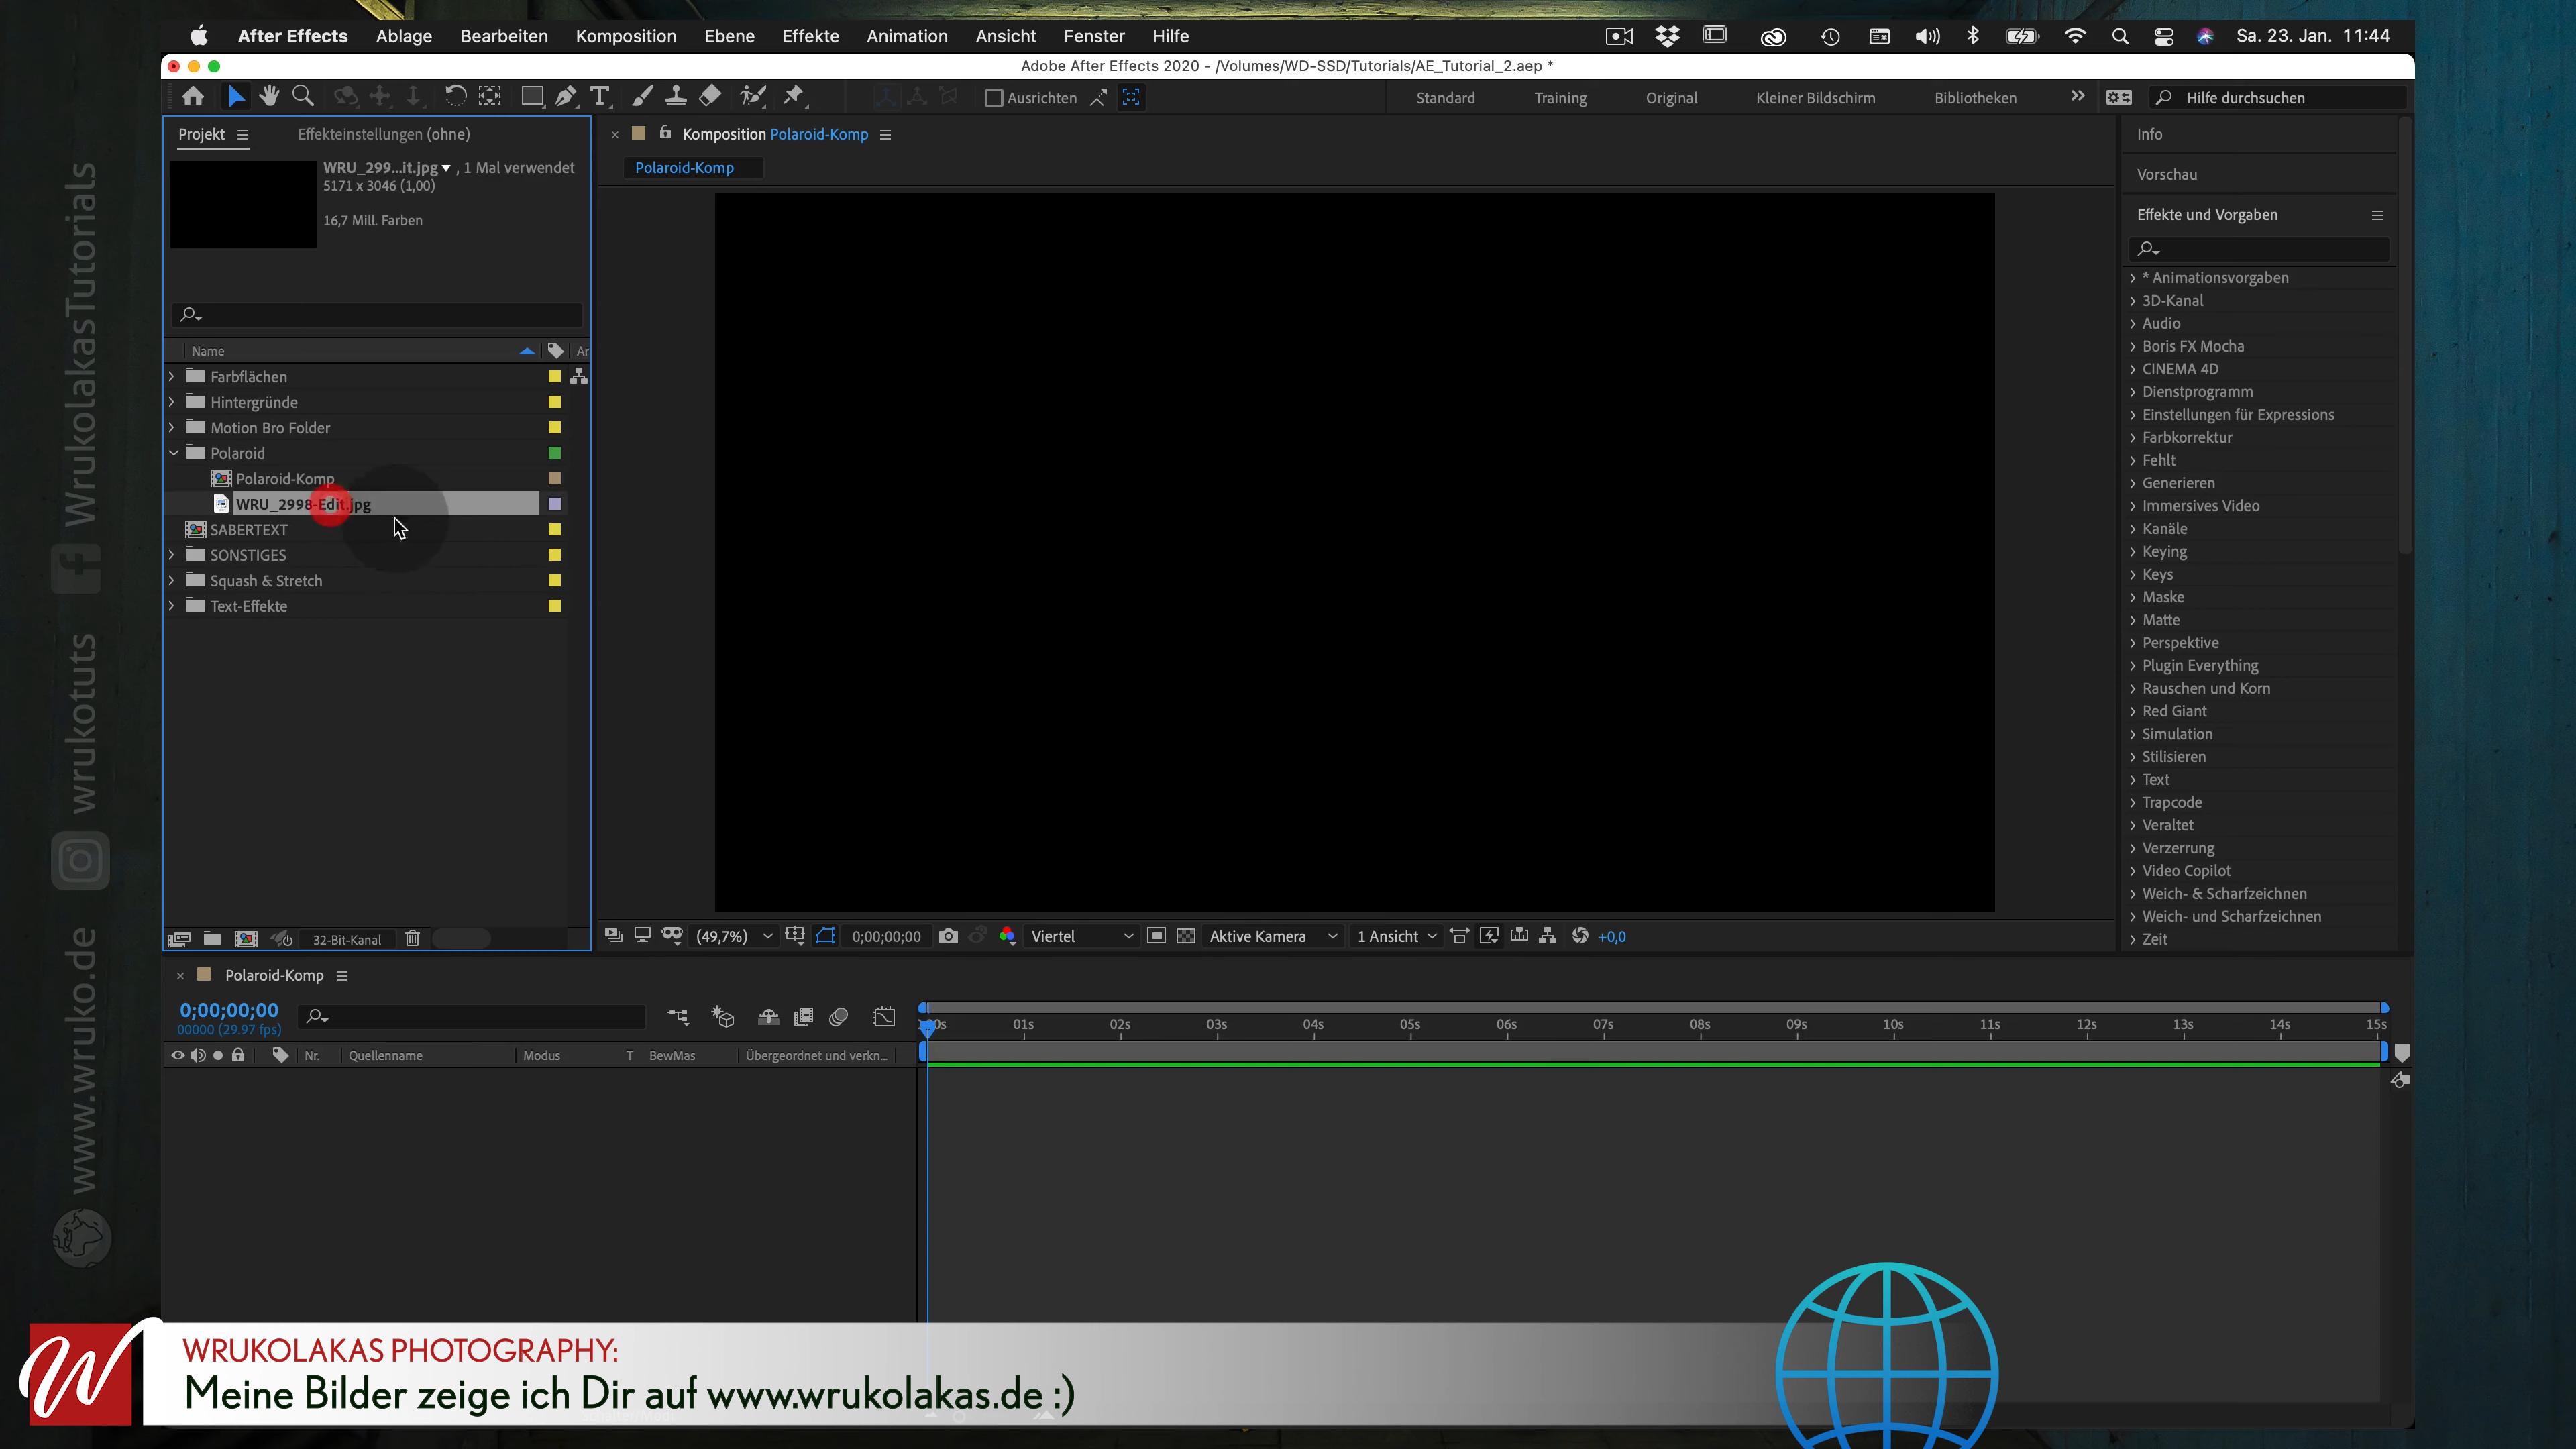 After Effects Ablage Bearbeiten Komposition Ebene Effekte Animation Ansicht Fenster Hilfe Sa. 23. Jan. 11:44
Adobe After Effects 2020 - /Volumes/WD-SSD/Tutorials/AE_Tutorial_2.aep *
Ausrichten Standard Training Original Kleiner Bildschirm Bibliotheken Hilfe durchsuchen
Projekt Effekteinstellungen (ohne)
WRU_299...it.jpg , 1 Mal verwendet
5171 x 3046 (1,00)
16,7 Mill. Farben
Name Ar
Farbflächen
Hintergründe
Motion Bro Folder
Polaroid
Polaroid-Komp
WRU_2998-Edit.jpg
SABERTEXT
SONSTIGES
Squash & Stretch
Text-Effekte
32-Bit-Kanal
Komposition Polaroid-Komp
Polaroid-Komp
(49,7%) 0;00;00;00 Viertel Aktive Kamera 1 Ansicht +0,0
Info
Vorschau
Effekte und Vorgaben
* Animationsvorgaben
3D-Kanal
Audio
Boris FX Mocha
CINEMA 4D
Dienstprogramm
Einstellungen für Expressions
Farbkorrektur
Fehlt
Generieren
Immersives Video
Kanäle
Keying
Keys
Maske
Matte
Perspektive
Plugin Everything
Rauschen und Korn
Red Giant
Simulation
Stilisieren
Text
Trapcode
Veraltet
Verzerrung
Video Copilot
Weich- & Scharfzeichnen
Weich- und Scharfzeichnen
Zeit
Polaroid-Komp
0;00;00;00
00000 (29.97 fps)
Nr. Quellenname Modus T BewMas Übergeordnet und verkn...
01s 02s 03s 04s 05s 06s 07s 08s 09s 10s 11s 12s 13s 14s 15s
WrukolakasTutorials
wrukotuts
www.wruko.de
W
WRUKOLAKAS PHOTOGRAPHY:
Meine Bilder zeige ich Dir auf www.wrukolakas.de :)